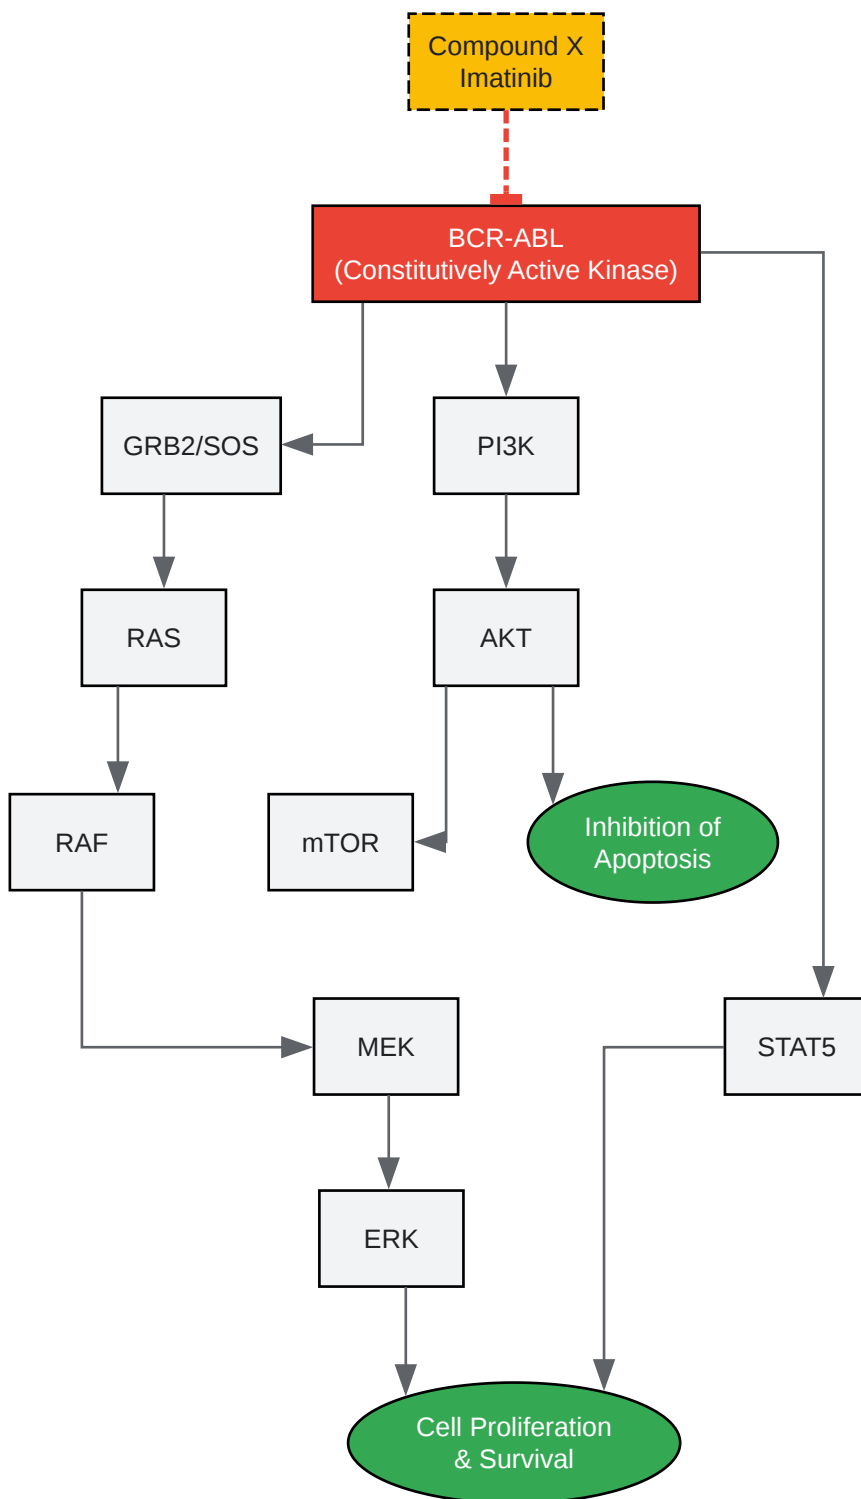 Compound X
Imatinib
BCR-ABL
(Constitutively Active Kinase)
GRB2/SOS
PI3K
RAS
AKT
RAF
mTOR
Inhibition of
Apoptosis
MEK
STAT5
ERK
Cell Proliferation
& Survival